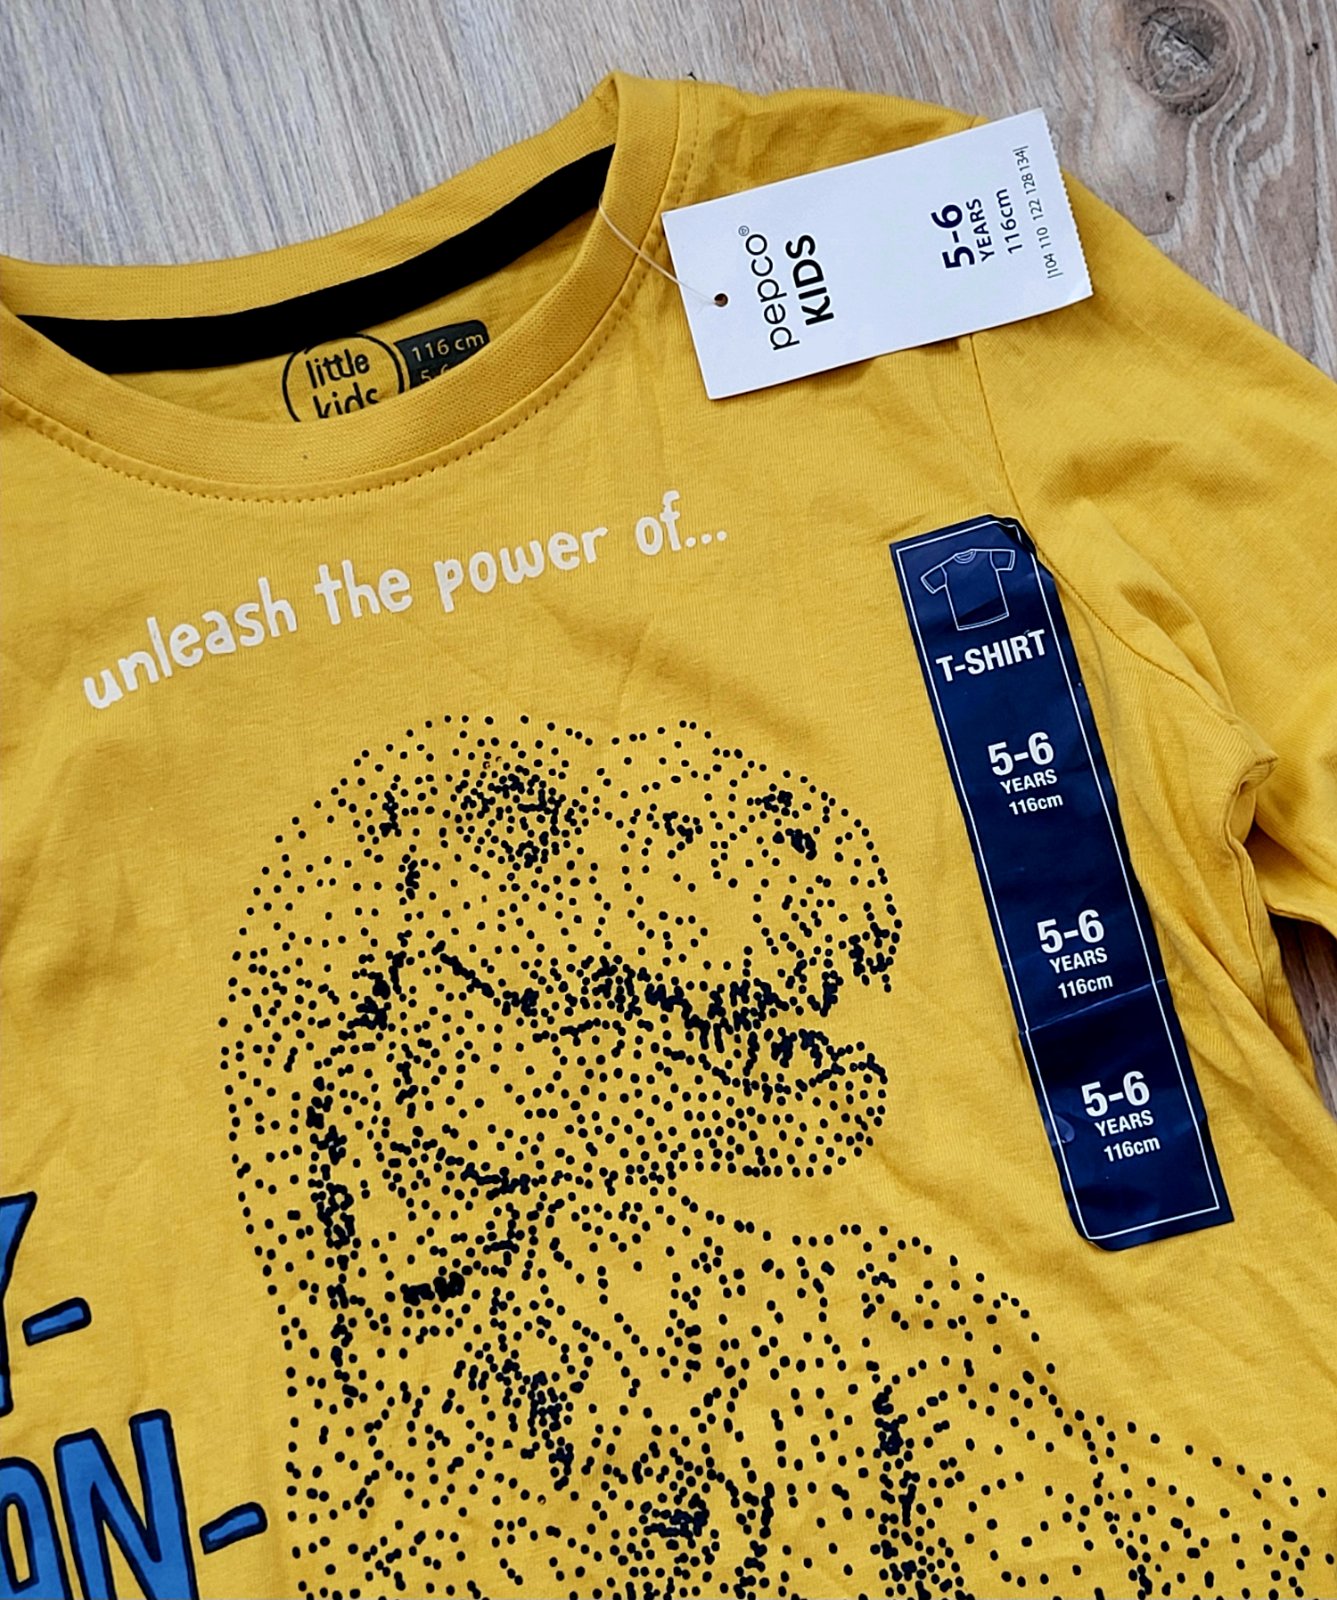 pepco®
KIDS
5-6
YEARS
116cm
|104 110 122 128 134|
little
kids
116 cm
unleash the power of...
T-SHIRT
5-6
YEARS
116cm
5-6
YEARS
116cm
5-6
YEARS
116cm